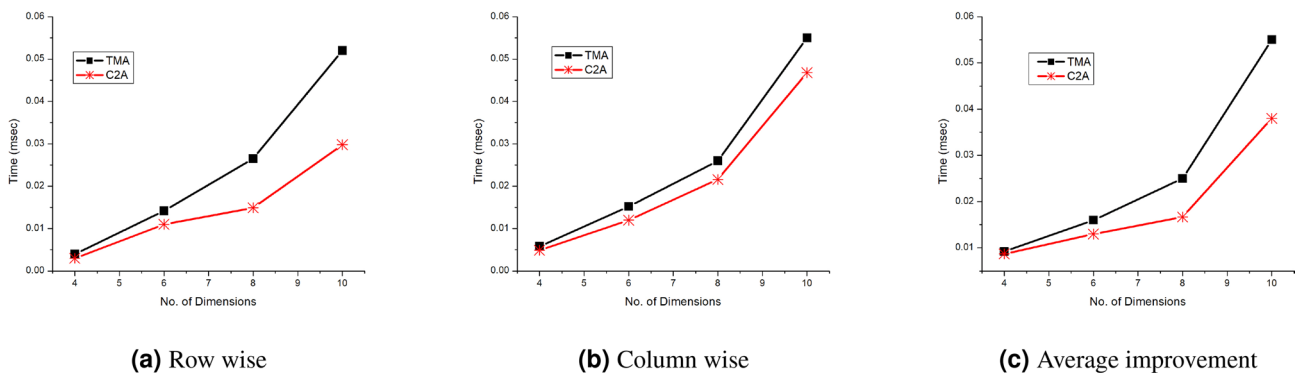 0.06
0.05
0.04
0.03
0.02
0.01
0.00
Time (msec)
TMA
C2A
4 5 6 7 8 9 10
No. of Dimensions
(a) Row wise
0.06
0.05
0.04
0.03
0.02
0.01
0.00
Time (msec)
TMA
C2A
4 5 6 7 8 9 10
No. of Dimensions
(b) Column wise
0.06
0.05
0.04
0.03
0.02
0.01
Time (msec)
TMA
C2A
4 5 6 7 8 9 10
No. of Dimensions
(c) Average improvement